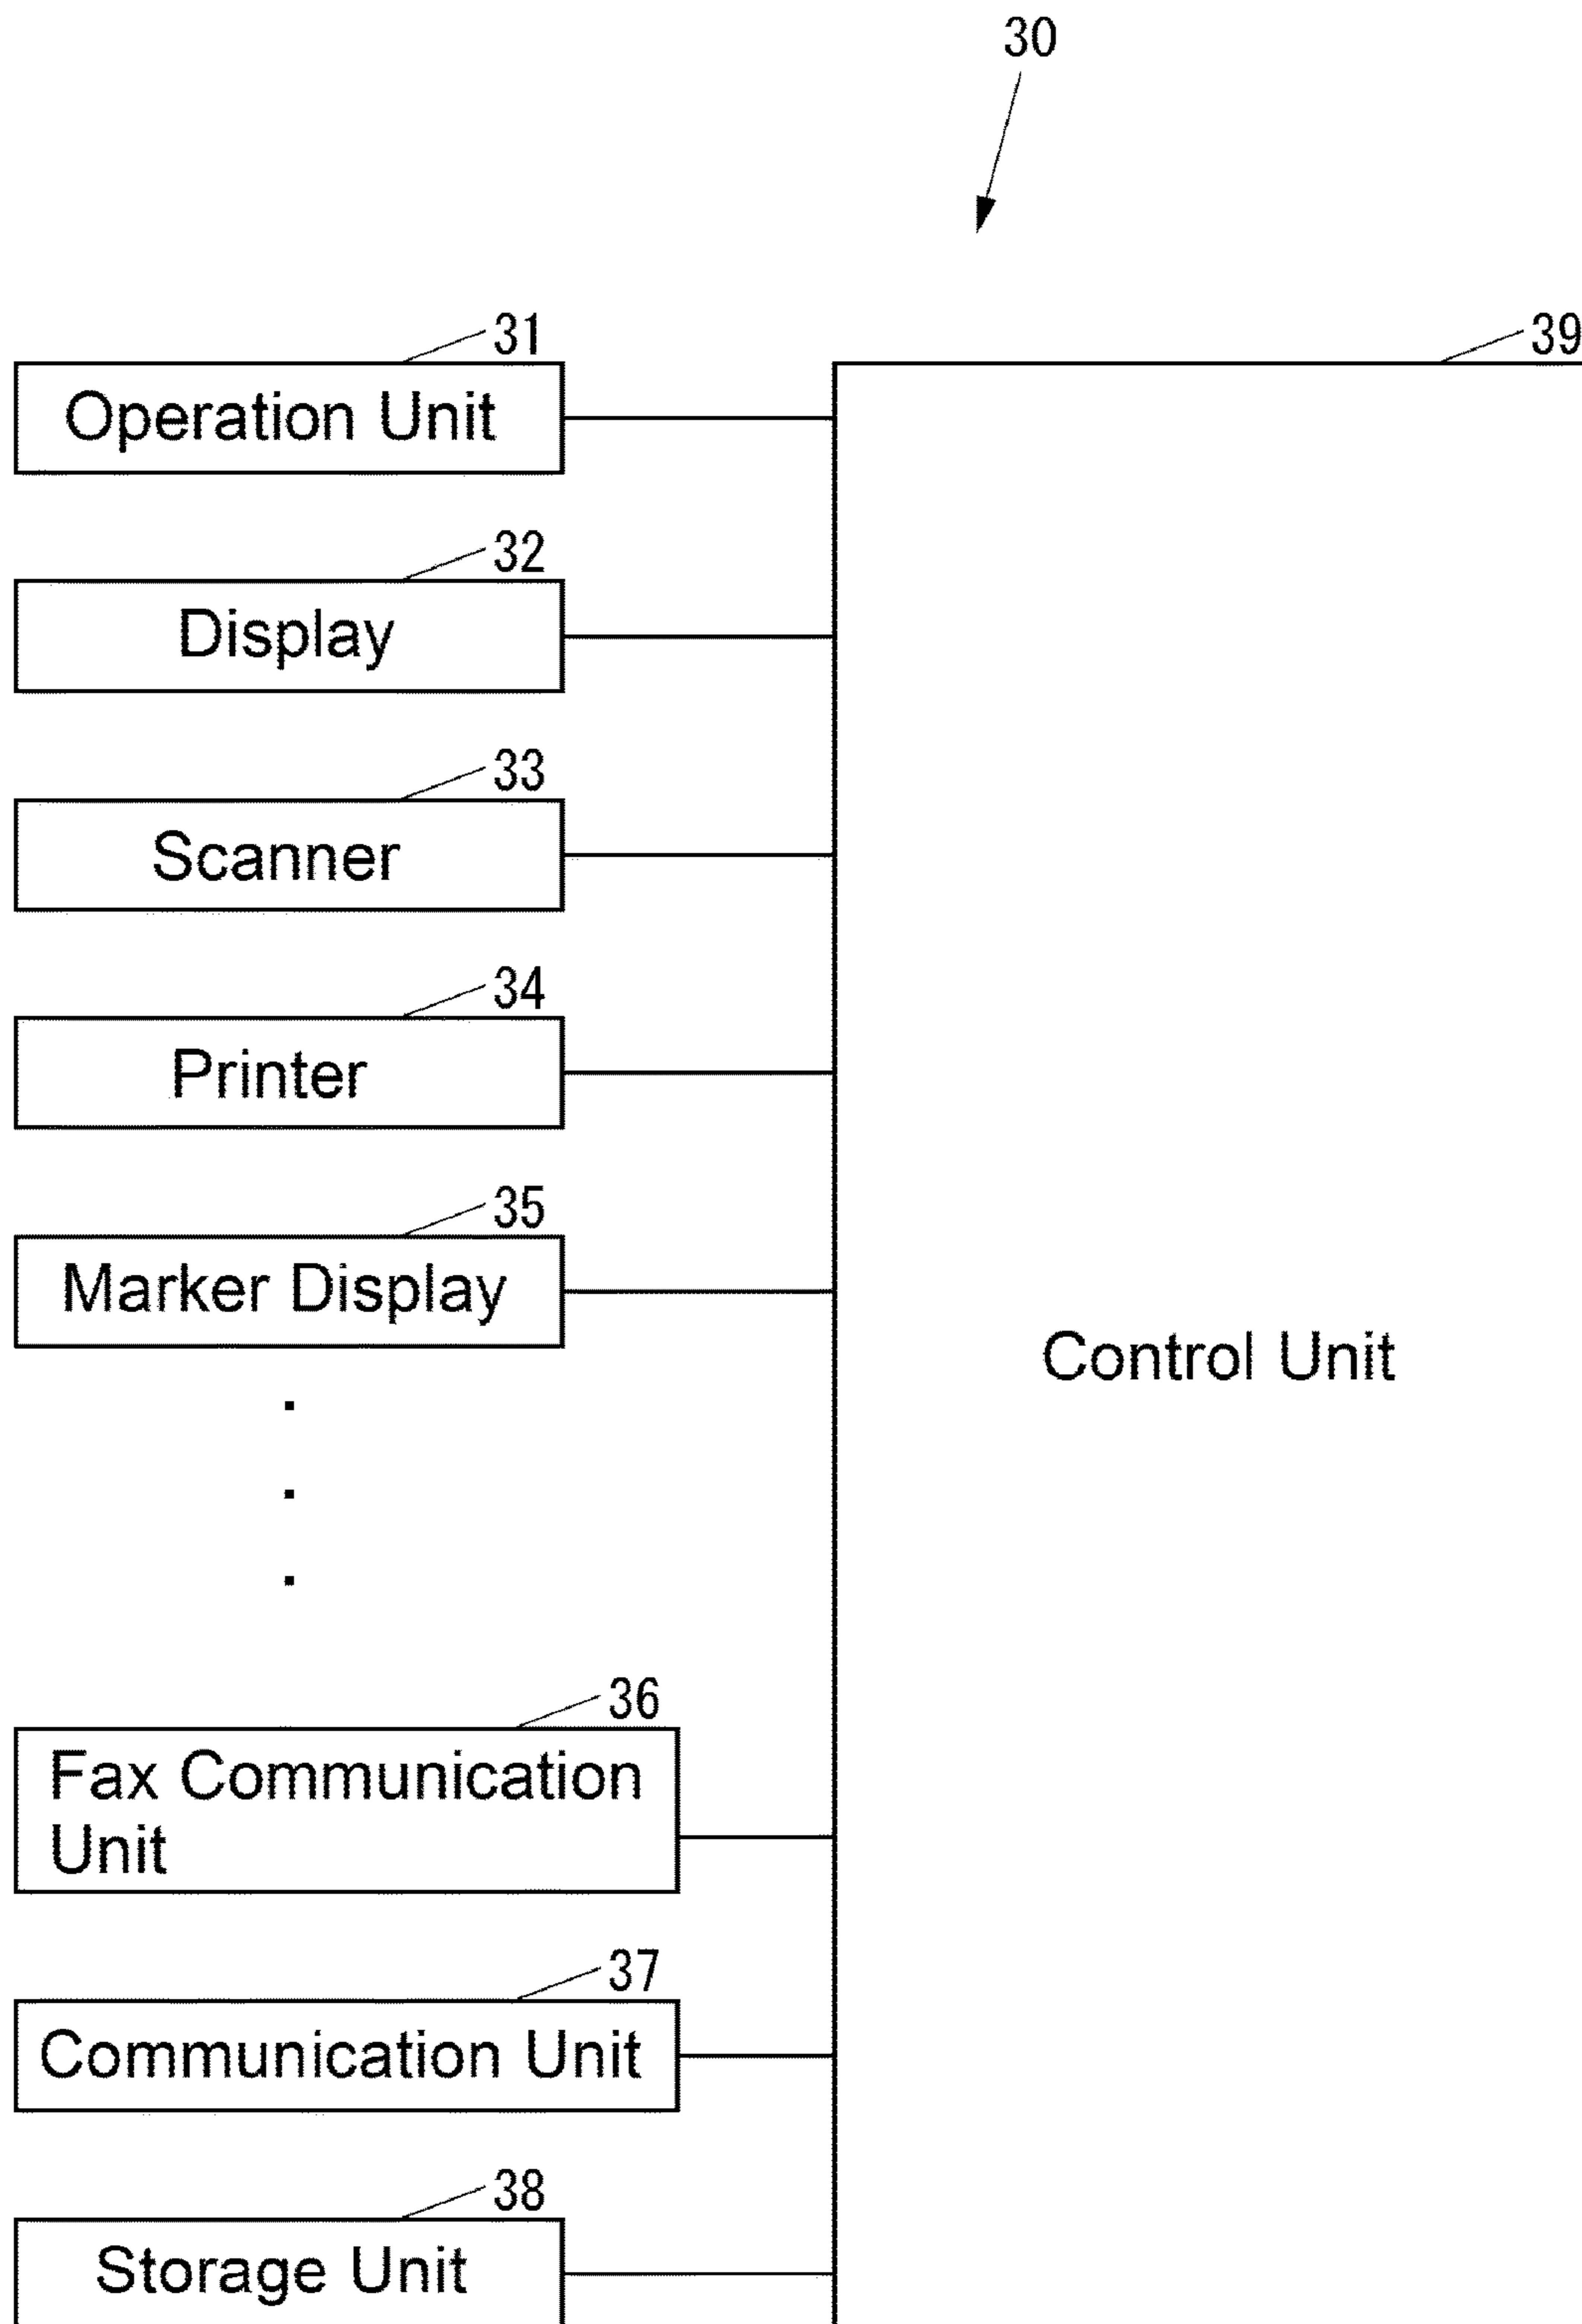 30
31
39
Operation Unit
32
Display
33
Scanner
34
Printer
35
Marker Display
Control Unit
36
Fax Communication
Unit
37
Communication Unit
38
Storage Unit